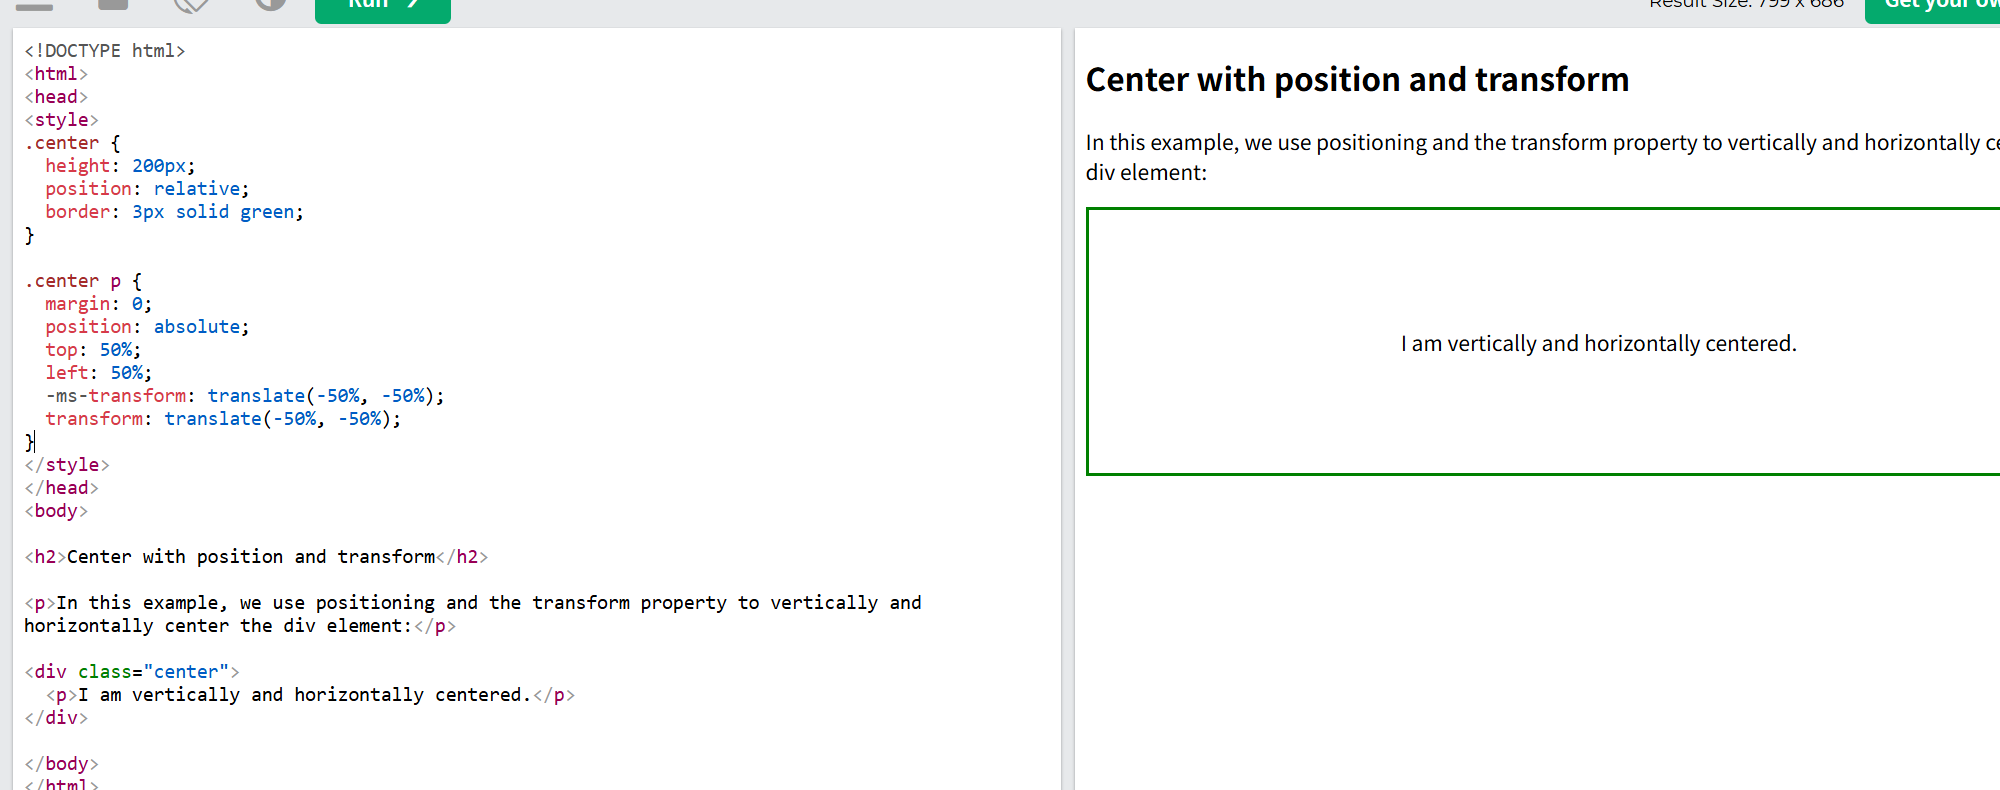 Run ❯
Result Size: 799 x 686
Get your ow
<!DOCTYPE html>
<html>
<head>
<style>
.center {
  height: 200px;
  position: relative;
  border: 3px solid green;
}
.center p {
  margin: 0;
  position: absolute;
  top: 50%;
  left: 50%;
  -ms-transform: translate(-50%, -50%);
  transform: translate(-50%, -50%);
}
</style>
</head>
<body>
<h2>Center with position and transform</h2>
<p>In this example, we use positioning and the transform property to vertically and
horizontally center the div element:</p>
<div class="center">
  <p>I am vertically and horizontally centered.</p>
</div>
</body>
</html>
Center with position and transform
In this example, we use positioning and the transform property to vertically and horizontally ce
div element:
I am vertically and horizontally centered.